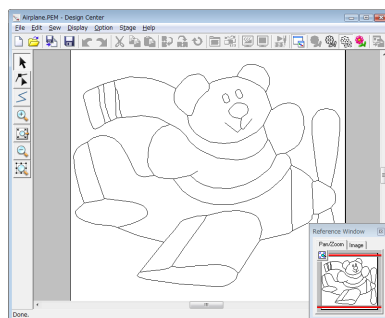 Airplane.PEM - Design Center
File Edit Sew Display Option Stage Help
Reference Window
Pan/Zoom Image
Done.